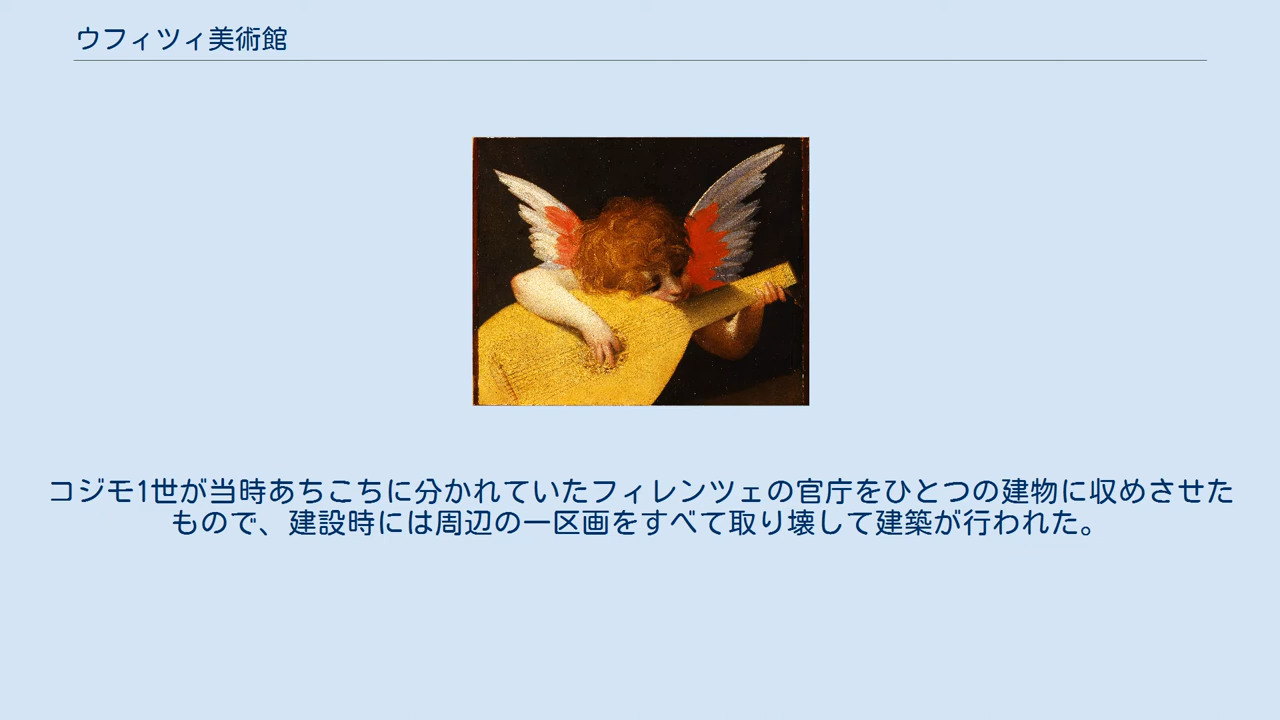 ウフィツィ美術館
コジモ1世が当時あちこちに分かれていたフィレンツェの官庁をひとつの建物に収めさせた
もので、建設時には周辺の一区画をすべて取り壊して建築が行われた。